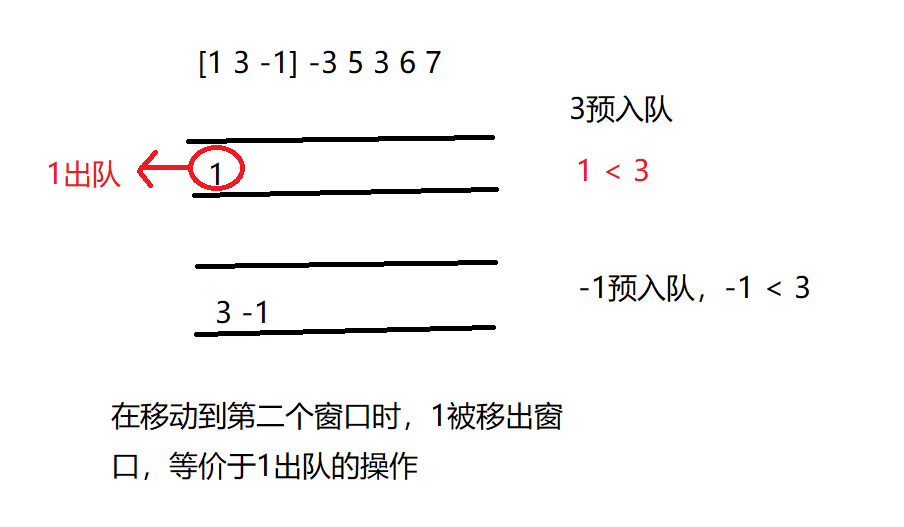 [1 3 -1] -3 5 3 6 7
3预入队
1出队
1
1 < 3
-1预入队，-1 < 3
3 -1
在移动到第二个窗口时，1被移出窗
口，等价于1出队的操作